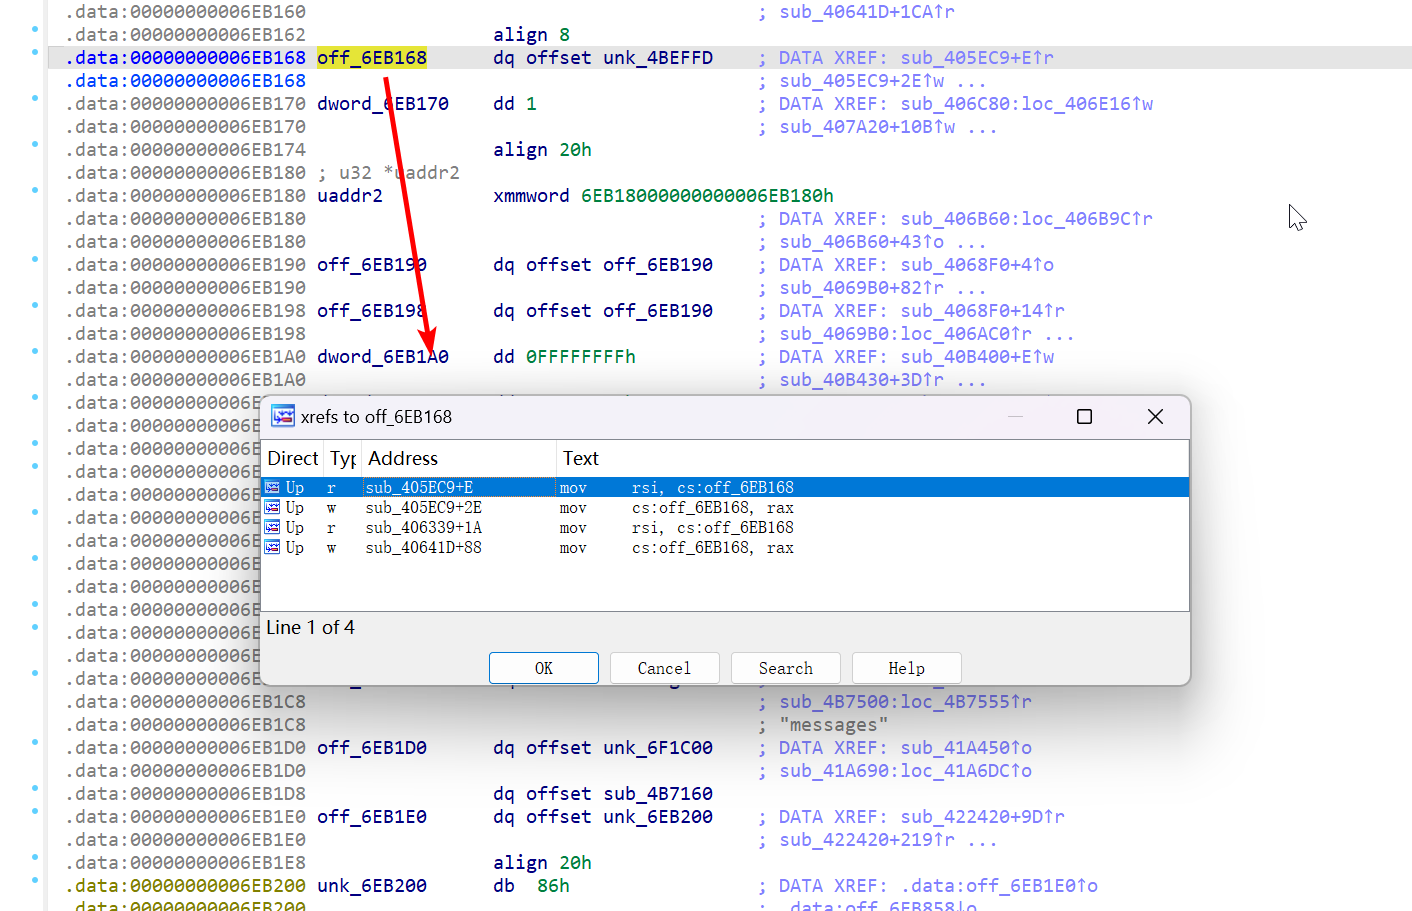 .data:00000000006EB160 ; sub_40641D+1CA↑r
.data:00000000006EB162 align 8
.data:00000000006EB168 off_6EB168 dq offset unk_4BEFFD ; DATA XREF: sub_405EC9+E↑r
.data:00000000006EB168 ; sub_405EC9+2E↑w ...
.data:00000000006EB170 dword_6EB170 dd 1 ; DATA XREF: sub_406C80:loc_406E16↑w
.data:00000000006EB170 ; sub_407A20+10B↑w ...
.data:00000000006EB174 align 20h
.data:00000000006EB180 ; u32 *uaddr2
.data:00000000006EB180 uaddr2 xmmword 6EB18000000000006EB180h
.data:00000000006EB180 ; DATA XREF: sub_406B60:loc_406B9C↑r
.data:00000000006EB180 ; sub_406B60+43↑o ...
.data:00000000006EB190 off_6EB190 dq offset off_6EB190 ; DATA XREF: sub_4068F0+4↑o
.data:00000000006EB190 ; sub_4069B0+82↑r ...
.data:00000000006EB198 off_6EB198 dq offset off_6EB190 ; DATA XREF: sub_4068F0+14↑r
.data:00000000006EB198 ; sub_4069B0:loc_406AC0↑r ...
.data:00000000006EB1A0 dword_6EB1A0 dd 0FFFFFFFFh ; DATA XREF: sub_40B400+E↑w
.data:00000000006EB1A0 ; sub_40B430+3D↑r ...
.data:00000000006E
.data:00000000006E
.data:00000000006E
.data:00000000006E
.data:00000000006E
.data:00000000006E
.data:00000000006E
.data:00000000006E
.data:00000000006E
.data:00000000006E
.data:00000000006E
.data:00000000006E
xrefs to off_6EB168
Direct Typ Address Text
Up r sub_405EC9+E mov rsi, cs:off_6EB168
Up w sub_405EC9+2E mov cs:off_6EB168, rax
Up r sub_406339+1A mov rsi, cs:off_6EB168
Up w sub_40641D+88 mov cs:off_6EB168, rax
Line 1 of 4
OK Cancel Search Help
.data:00000000006EB1C8 ; sub_4B7500:loc_4B7555↑r
.data:00000000006EB1C8 ; "messages"
.data:00000000006EB1D0 off_6EB1D0 dq offset unk_6F1C00 ; DATA XREF: sub_41A450↑o
.data:00000000006EB1D0 ; sub_41A690:loc_41A6DC↑o
.data:00000000006EB1D8 dq offset sub_4B7160
.data:00000000006EB1E0 off_6EB1E0 dq offset unk_6EB200 ; DATA XREF: sub_422420+9D↑r
.data:00000000006EB1E0 ; sub_422420+219↑r ...
.data:00000000006EB1E8 align 20h
.data:00000000006EB200 unk_6EB200 db 86h ; DATA XREF: .data:off_6EB1E0↑o
.data:00000000006EB200 ; .data:off_6EB858↓o